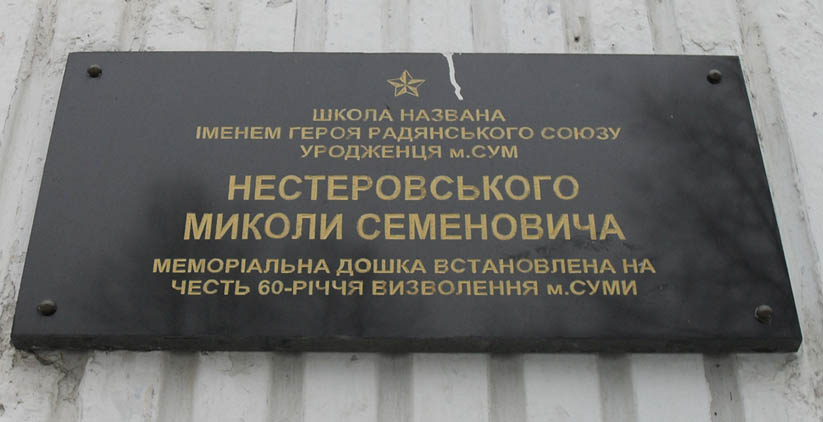 ШКОЛА НАЗВАНА
ІМЕНЕМ ГЕРОЯ РАДЯНСЬКОГО СОЮЗУ
УРОДЖЕНЦЯ м.СУМ
НЕСТЕРОВСЬКОГО
МИКОЛИ СЕМЕНОВИЧА
МЕМОРІАЛЬНА ДОШКА ВСТАНОВЛЕНА НА
ЧЕСТЬ 60-РІЧЧЯ ВИЗВОЛЕННЯ м.СУМИ